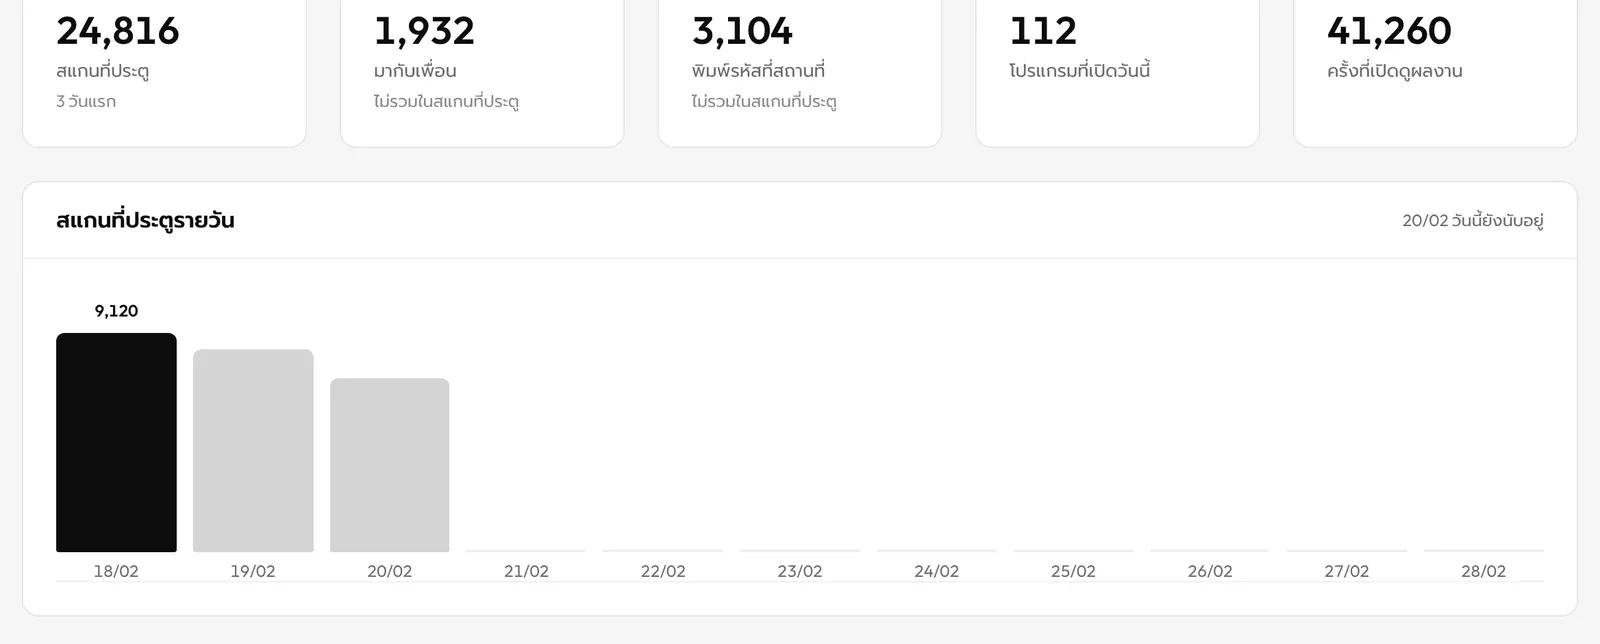 24,816
สแกนที่ประตู
3 วันแรก
1,932
มากับเพื่อน
ไม่รวมในสแกนที่ประตู
3,104
พิมพ์รหัสที่สถานที่
ไม่รวมในสแกนที่ประตู
112
โปรแกรมที่เปิดวันนี้
41,260
ครั้งที่เปิดดูผลงาน
สแกนที่ประตูรายวัน
20/02 วันนี้ยังนับอยู่
9,120
18/02
19/02
20/02
21/02
22/02
23/02
24/02
25/02
26/02
27/02
28/02